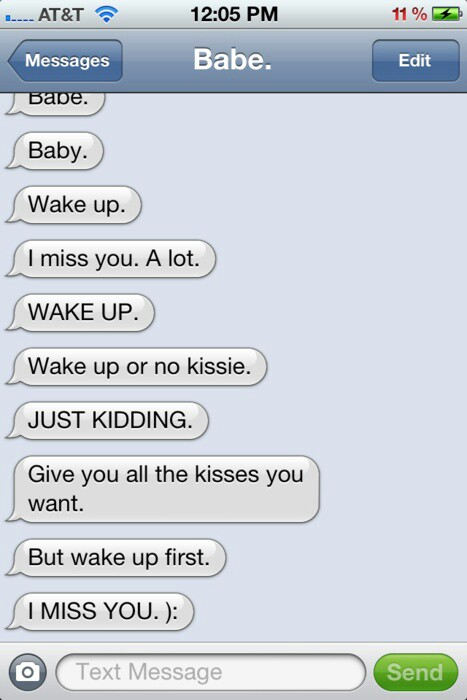 AT&T 12:05 PM 11 %
Messages Babe. Edit
Babe.
Baby.
Wake up.
I miss you. A lot.
WAKE UP.
Wake up or no kissie.
JUST KIDDING.
Give you all the kisses you
want.
But wake up first.
I MISS YOU. ):
Text Message Send